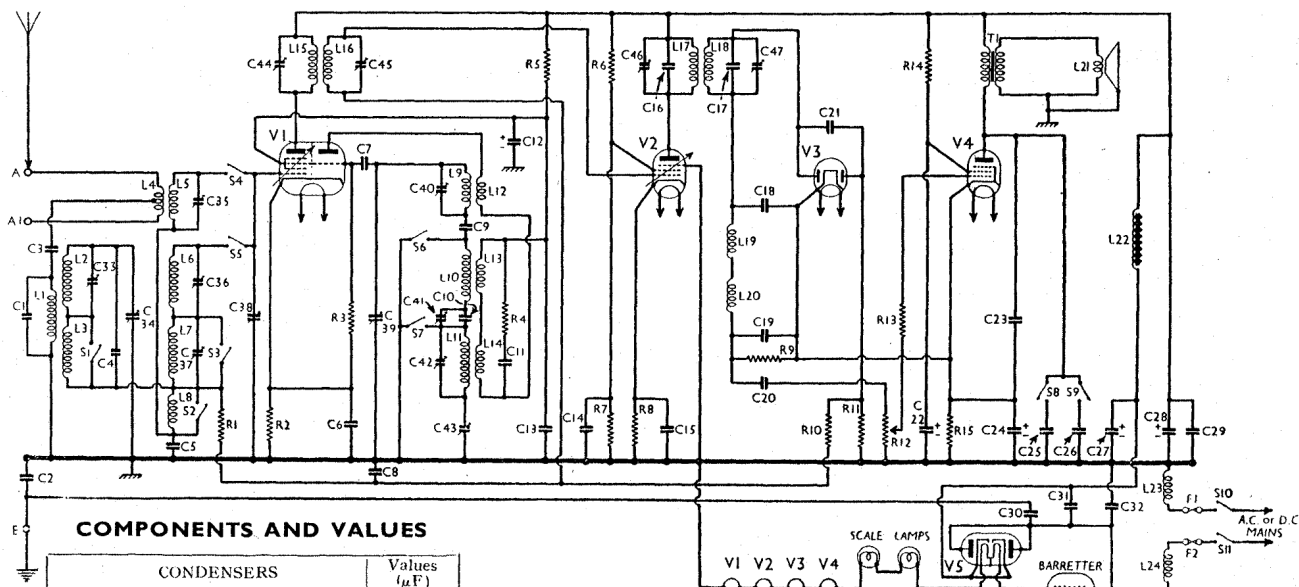 L15
L16
C44
C45
R5
R6
C46
L17
L18
C47
C16
C17
R14
T1
L21
C21
V1
C7
C12
V2
V3
V4
A
L4
L5
S4
C35
C40
L9
L12
C9
C18
A1
C3
S5
S6
L22
L2
C33
L6
C36
L10
L13
L19
C1
L1
C34
C38
C41
C10
R4
L20
R13
C23
L3
S1
C4
L7
C37
S3
R3
C39
S7
L11
L14
C11
C19
R9
C42
C20
S8
S9
L8
S2
C5
R1
R2
C6
C43
C13
C14
R7
R8
C15
R10
R11
R12
C22
R15
C24
C25
C26
C27
C28
C29
C2
C8
L23
F1
S10
C30
C31
C32
A.C. or D.C
MAINS
E
COMPONENTS AND VALUES
SCALE LAMPS
F2
S11
V1 V2 V3 V4
V5
BARRETTER
L24
CONDENSERS
Values
(μF)